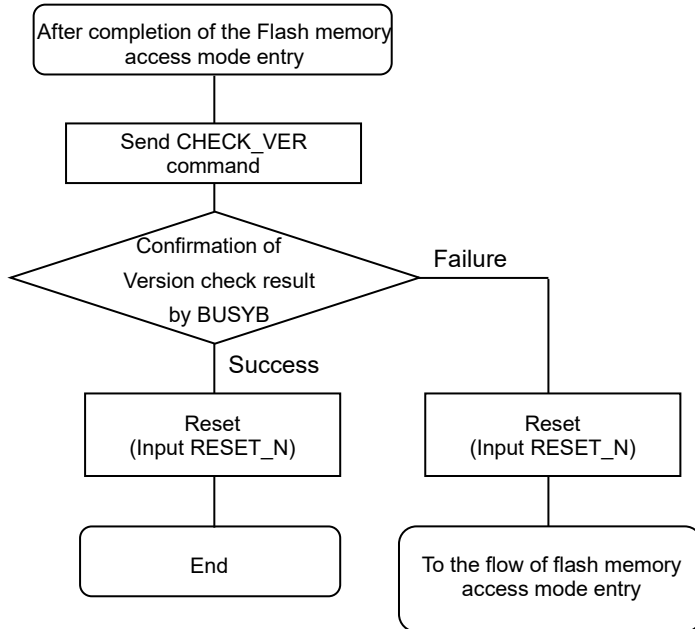 After completion of the Flash memory
access mode entry
Send CHECK_VER
command
Confirmation of
Version check result
by BUSYB
Failure
Success
Reset
(Input RESET_N)
Reset
(Input RESET_N)
End
To the flow of flash memory
access mode entry